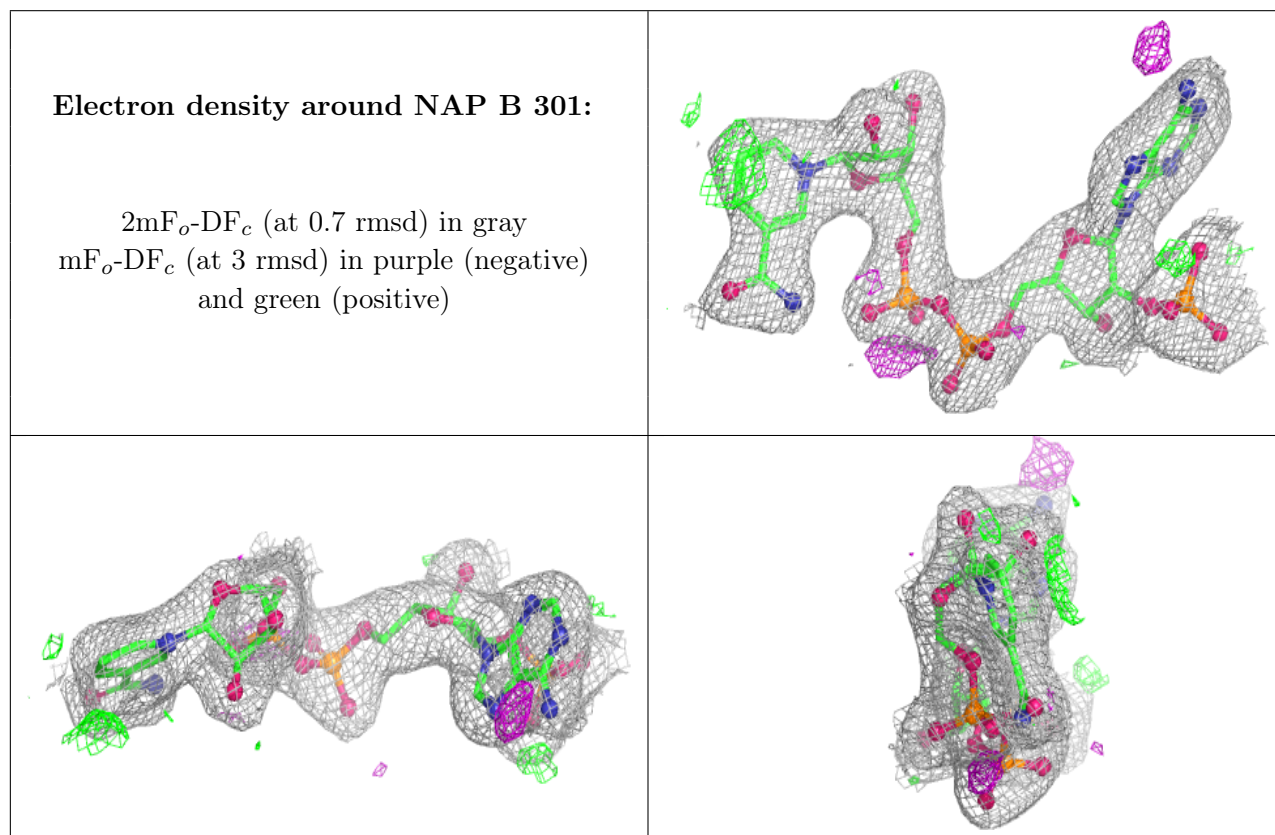 Electron density around NAP B 301:
2mFₒ-DF𝒸 (at 0.7 rmsd) in gray
mFₒ-DF𝒸 (at 3 rmsd) in purple (negative)
and green (positive)